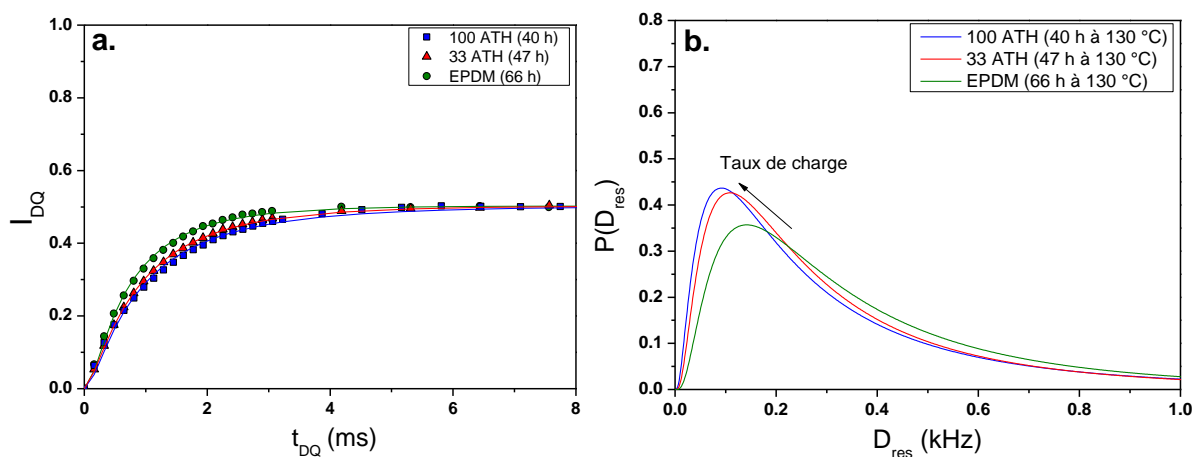 a.
100 ATH (40 h)
33 ATH (47 h)
EPDM (66 h)
I_DQ
1.0
0.8
0.6
0.4
0.2
0.0
0 2 4 6 8
t_DQ (ms)
b.
100 ATH (40 h à 130 °C)
33 ATH (47 h à 130 °C)
EPDM (66 h à 130 °C)
Taux de charge
P(D_res)
0.8
0.7
0.6
0.5
0.4
0.3
0.2
0.1
0.0
0.0 0.2 0.4 0.6 0.8 1.0
D_res (kHz)